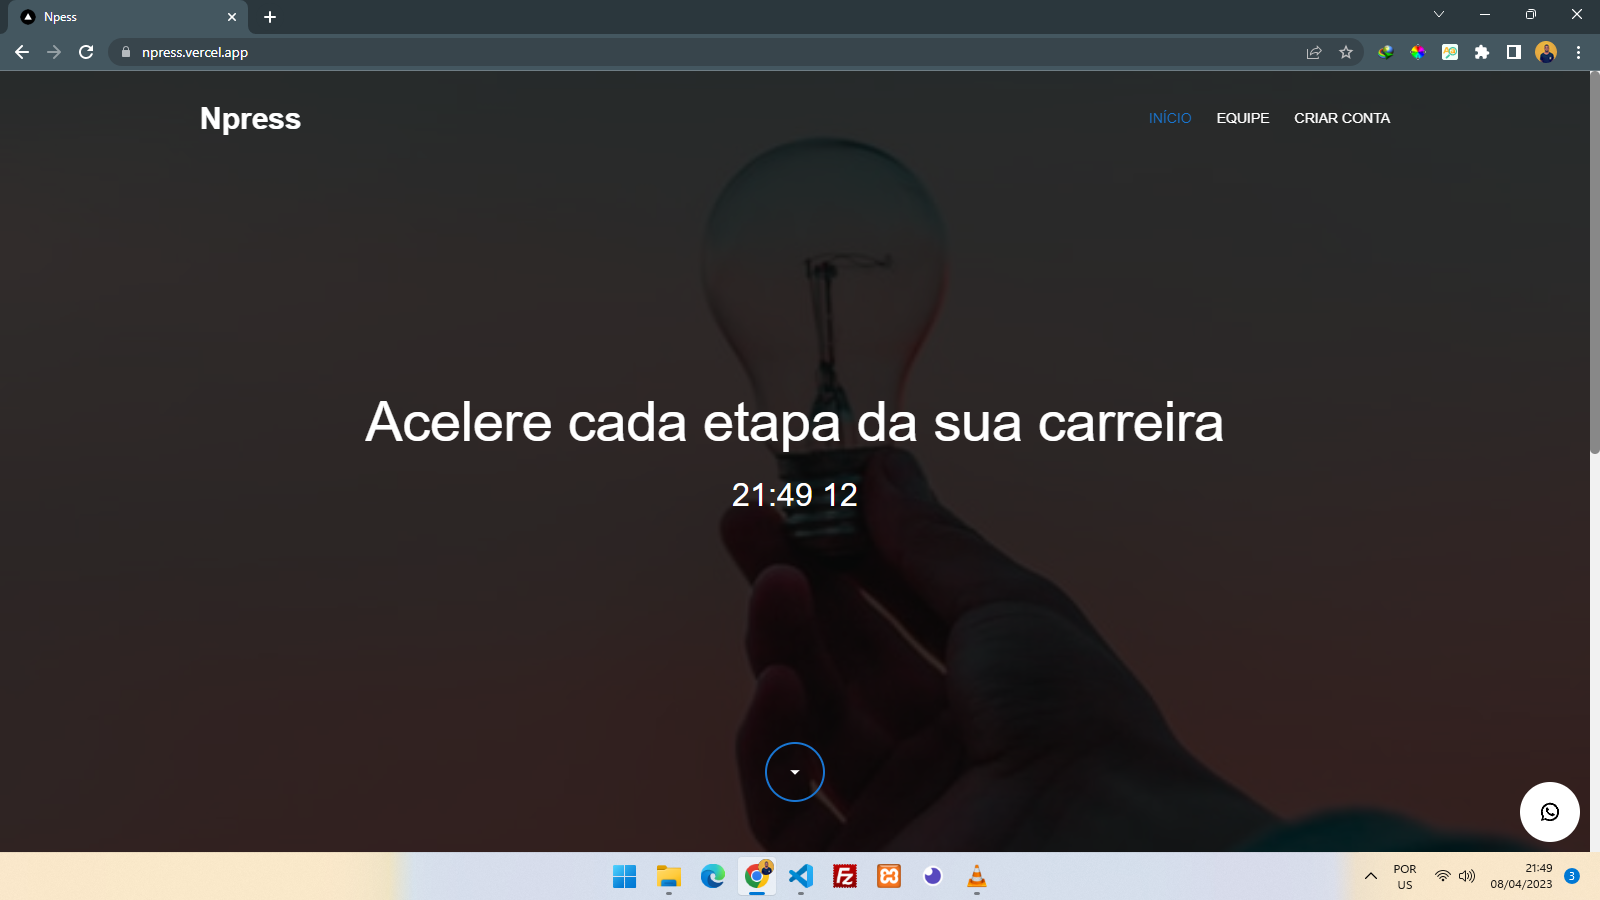 Npess
npress.vercel.app
Npress
INÍCIO EQUIPE CRIAR CONTA
Acelere cada etapa da sua carreira
21:49 12
POR
US
21:49
08/04/2023
3